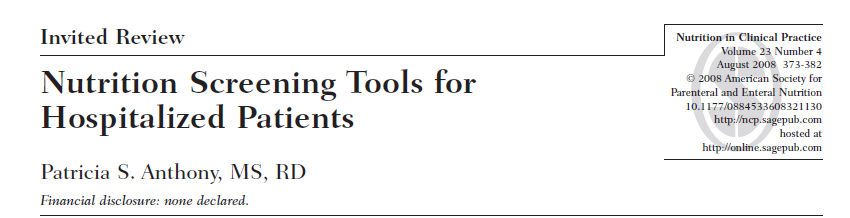 Invited Review
Nutrition Screening Tools for
Hospitalized Patients
Patricia S. Anthony, MS, RD
Financial disclosure: none declared.
Nutrition in Clinical Practice
Volume 23 Number 4
August 2008 373-382
© 2008 American Society for
Parenteral and Enteral Nutrition
10.1177/0884533608321130
http://ncp.sagepub.com
hosted at
http://online.sagepub.com